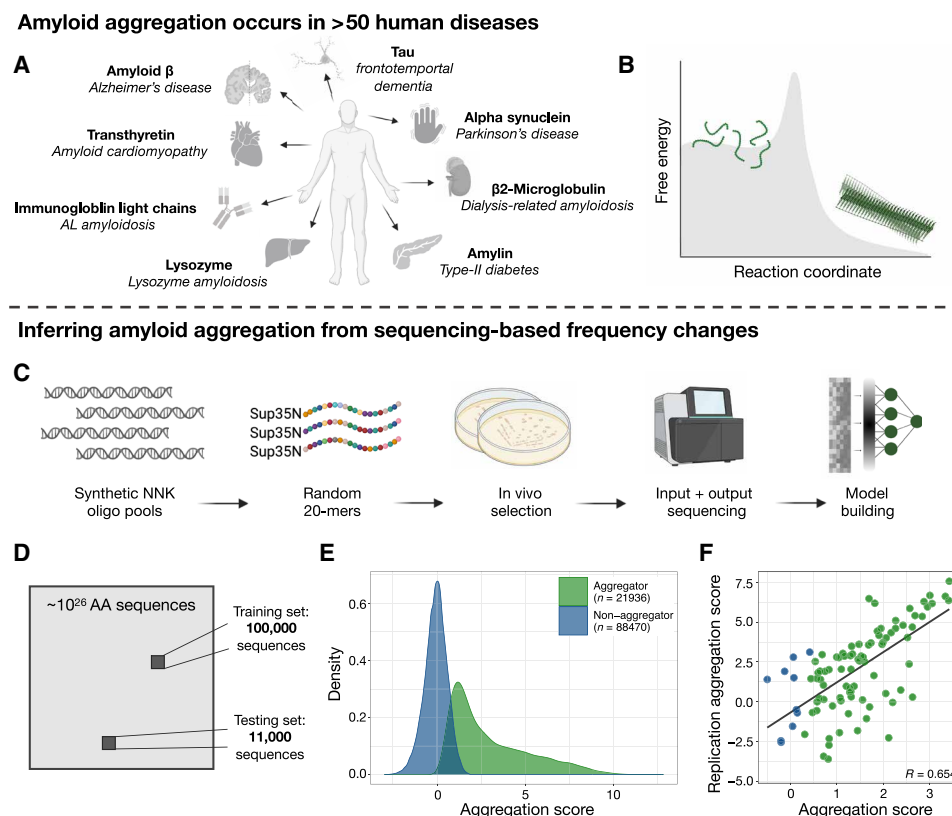 Amyloid aggregation occurs in >50 human diseases
A
Tau
frontotemporal
dementia
Amyloid β
Alzheimer's disease
Alpha synuclein
Parkinson's disease
Transthyretin
Amyloid cardiomyopathy
β2-Microglobulin
Dialysis-related amyloidosis
Immunogloblin light chains
AL amyloidosis
Amylin
Type-II diabetes
Lysozyme
Lysozyme amyloidosis
B
Free energy
Reaction coordinate
Inferring amyloid aggregation from sequencing-based frequency changes
C
Sup35N
Sup35N
Sup35N
Synthetic NNK
oligo pools
Random
20-mers
In vivo
selection
Input + output
sequencing
Model
building
D
~10²⁶ AA sequences
Training set:
100,000
sequences
Testing set:
11,000
sequences
E
Density
0.6
0.4
0.2
0.0
0
5
10
Aggregation score
Aggregator
(n = 21936)
Non-aggregator
(n = 88470)
F
Replication aggregation score
7.5
5.0
2.5
0.0
−2.5
−5.0
0
1
2
3
R = 0.654
Aggregation score